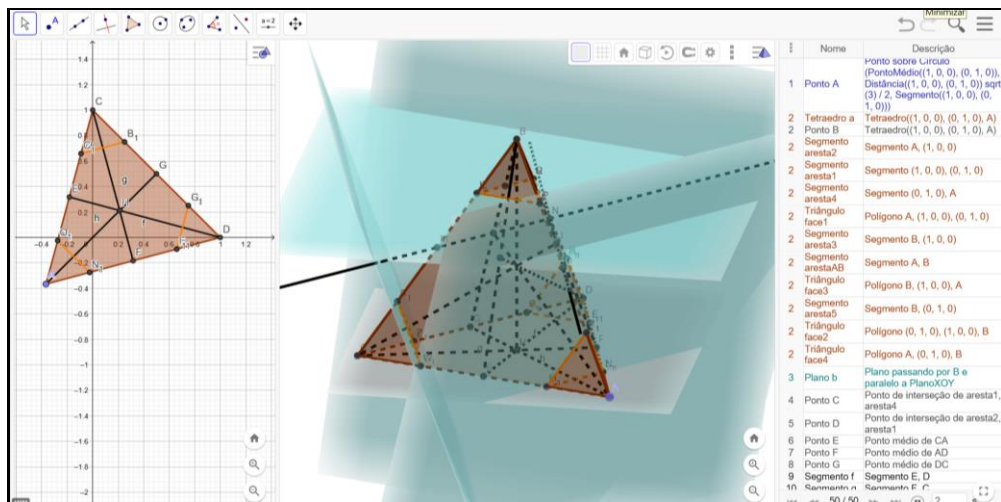 Minimizar
A
a=2
Nome
Descrição
1.4
1.2
C
1
B₁
0.8
0.6
G
0.4
g
G₁
E
0.2
h
f
D
−0.4
−0.2
0
0.2
0.4
0.6
0.8
1
1.2
F
−0.2
−0.4
−0.6
−0.8
−1
−1.2
−1.4
−1.6
−1.8
−2
B
1
Ponto A
Ponto sobre Círculo
(PontoMédio((1, 0, 0), (0, 1, 0)),
Distância((1, 0, 0), (0, 1, 0)) sqrt
(3) / 2, Segmento((1, 0, 0), (0,
1, 0)))
2 Tetraedro a Tetraedro((1, 0, 0), (0, 1, 0), A)
2 Ponto B Tetraedro((1, 0, 0), (0, 1, 0), A)
2 Segmento aresta2 Segmento A, (1, 0, 0)
2 Segmento aresta1 Segmento (1, 0, 0), (0, 1, 0)
2 Segmento aresta4 Segmento (0, 1, 0), A
2 Triângulo face1 Polígono A, (1, 0, 0), (0, 1, 0)
2 Segmento aresta3 Segmento B, (1, 0, 0)
2 Segmento arestaAB Segmento A, B
2 Triângulo face3 Polígono B, (1, 0, 0), A
2 Segmento aresta5 Segmento B, (0, 1, 0)
2 Triângulo face2 Polígono (0, 1, 0), (1, 0, 0), B
2 Triângulo face4 Polígono A, (0, 1, 0), B
3 Plano b Plano passando por B e
paralelo a PlanoXOY
4 Ponto C Ponto de interseção de aresta1,
aresta4
5 Ponto D Ponto de interseção de aresta2,
aresta1
6 Ponto E Ponto médio de CA
7 Ponto F Ponto médio de AD
8 Ponto G Ponto médio de DC
9 Segmento f Segmento E, D
10 Segmento g Segmento F, C
50 / 50
2